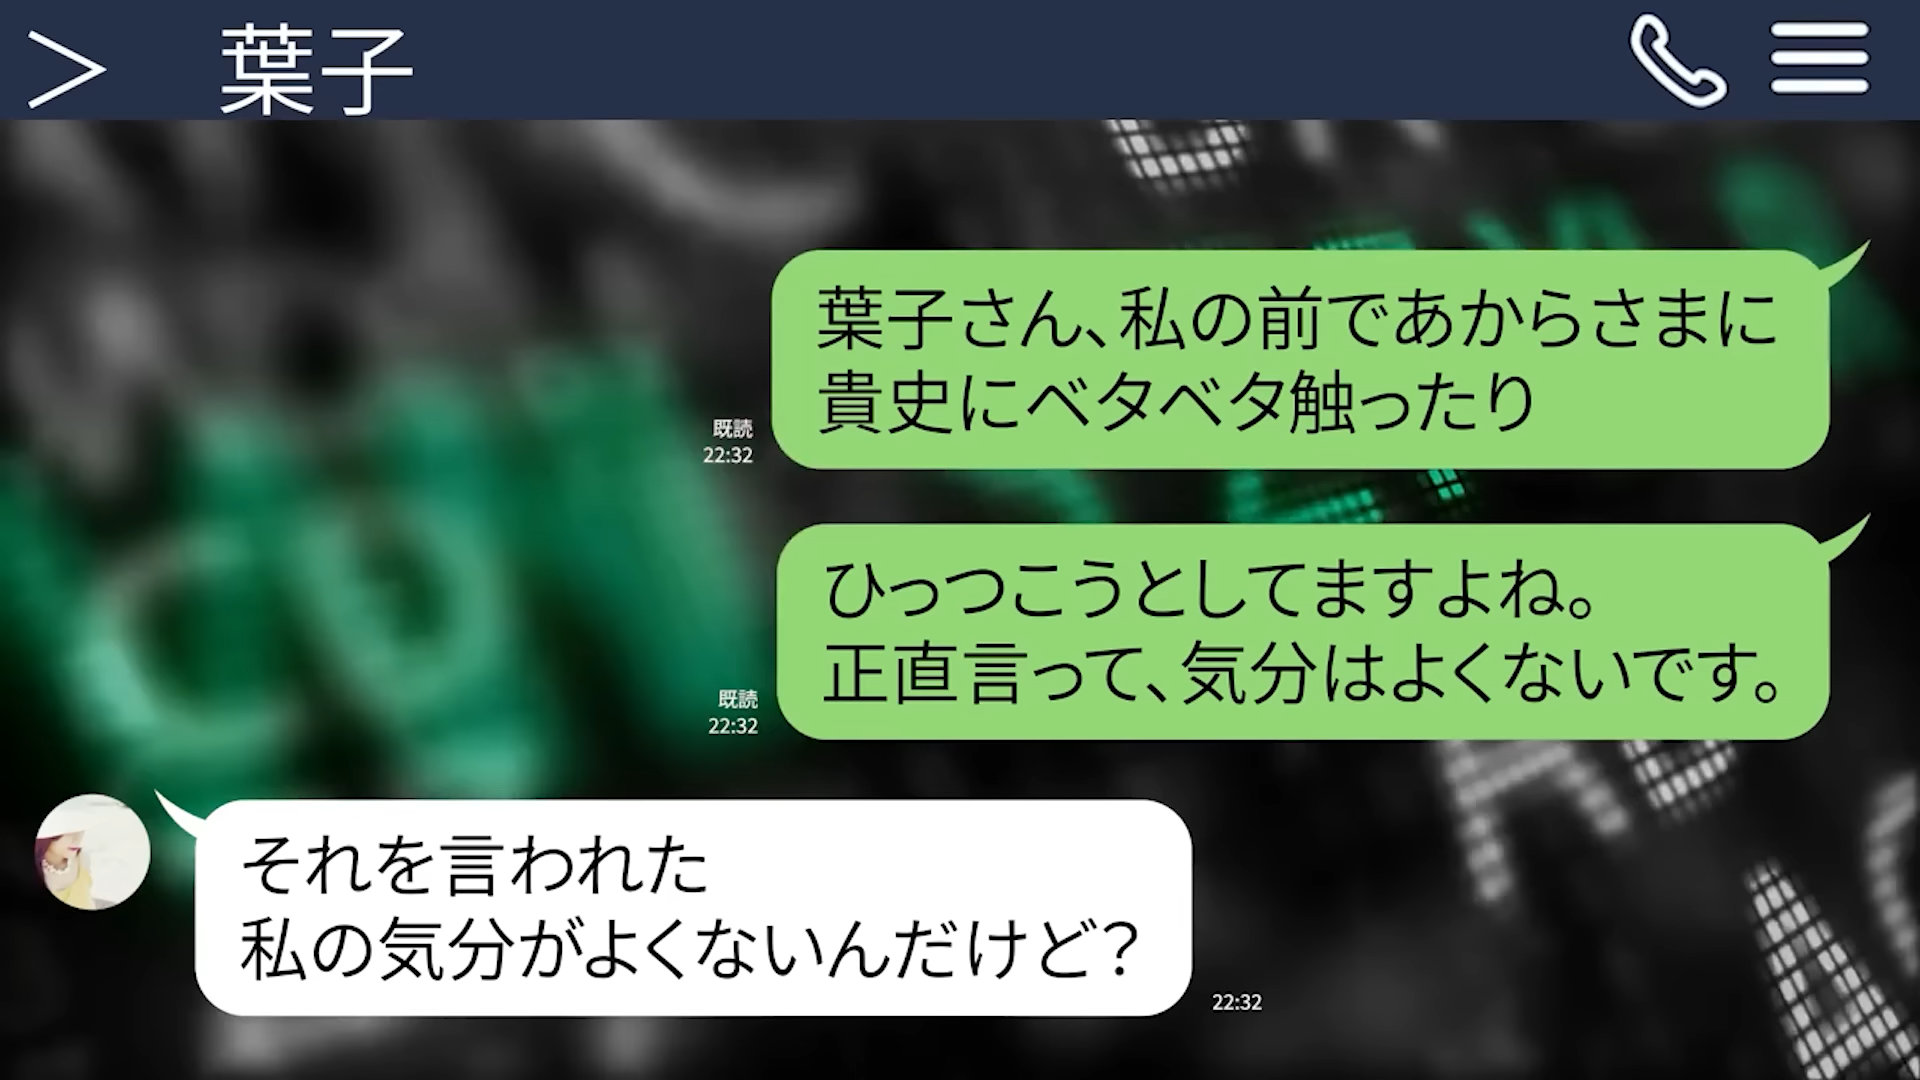 > 葉子
葉子さん、私の前であからさまに
貴史にベタベタ触ったり
既読
22:32
ひっつこうとしてますよね。
正直言って、気分はよくないです。
既読
22:32
それを言われた
私の気分がよくないんだけど?
22:32